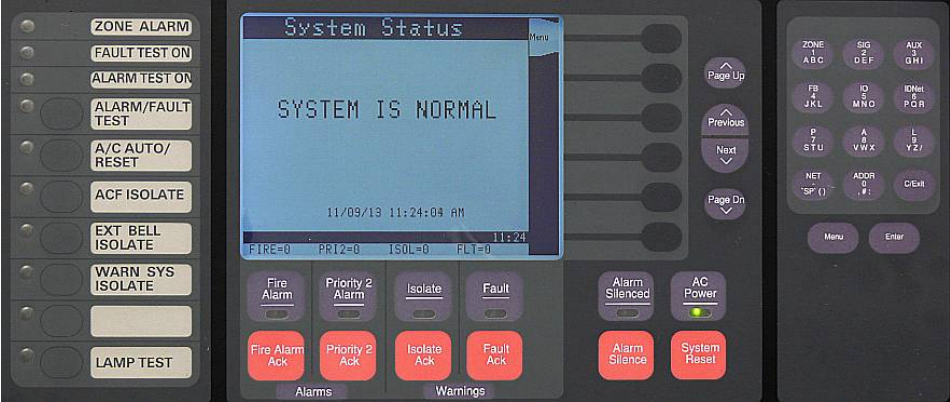 ZONE ALARM
FAULT TEST ON
ALARM TEST ON
ALARM/FAULT
TEST
A/C AUTO/
RESET
ACF ISOLATE
EXT BELL
ISOLATE
WARN SYS
ISOLATE
LAMP TEST
System Status
Menu
SYSTEM IS NORMAL
11/09/13 11:24:04 AM
11:24
FIRE=0 PRI2=0 ISOL=0 FLT=0
Fire
Alarm
Priority 2
Alarm
Isolate
Fault
Fire Alarm
Ack
Priority 2
Ack
Isolate
Ack
Fault
Ack
Alarms
Warnings
Alarm
Silenced
AC
Power
Alarm
Silence
System
Reset
Page Up
Previous
Next
Page Dn
ZONE
1
ABC
SIG
2
DEF
AUX
3
GHI
FB
4
JKL
IO
5
MNO
IDNet
6
PQR
P
7
STU
A
8
VWX
L
9
YZ/
NET
.
"SP" ( )
ADDR
0
,#:
C/Exit
Menu
Enter